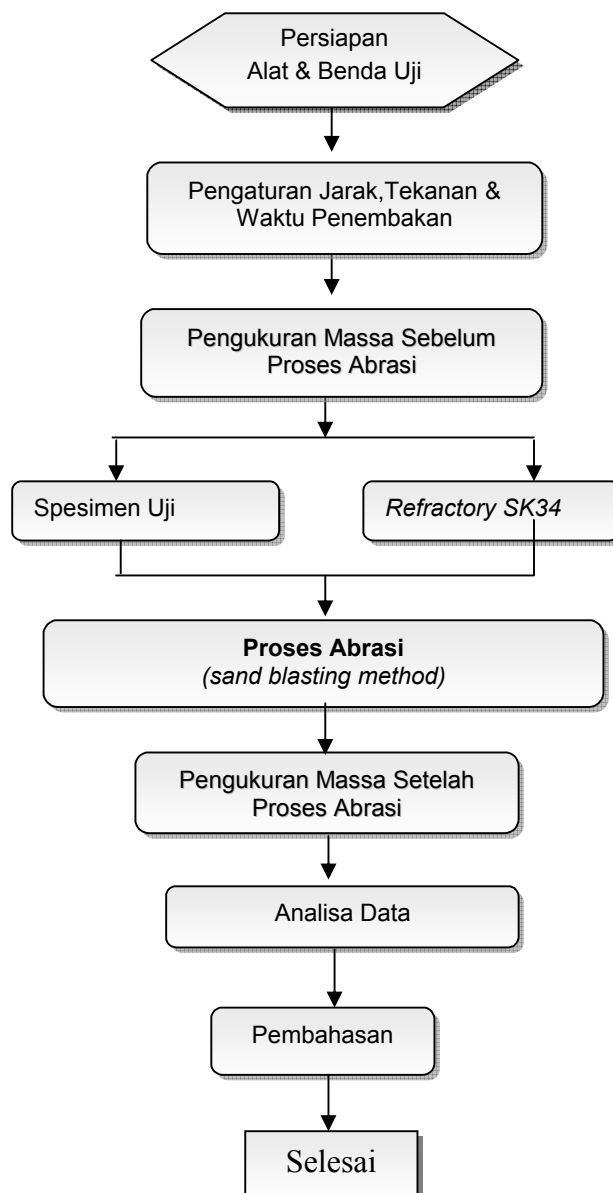 Persiapan
Alat & Benda Uji
Pengaturan Jarak,Tekanan &
Waktu Penembakan
Pengukuran Massa Sebelum
Proses Abrasi
Spesimen Uji
Refractory SK34
Proses Abrasi
(sand blasting method)
Pengukuran Massa Setelah
Proses Abrasi
Analisa Data
Pembahasan
Selesai